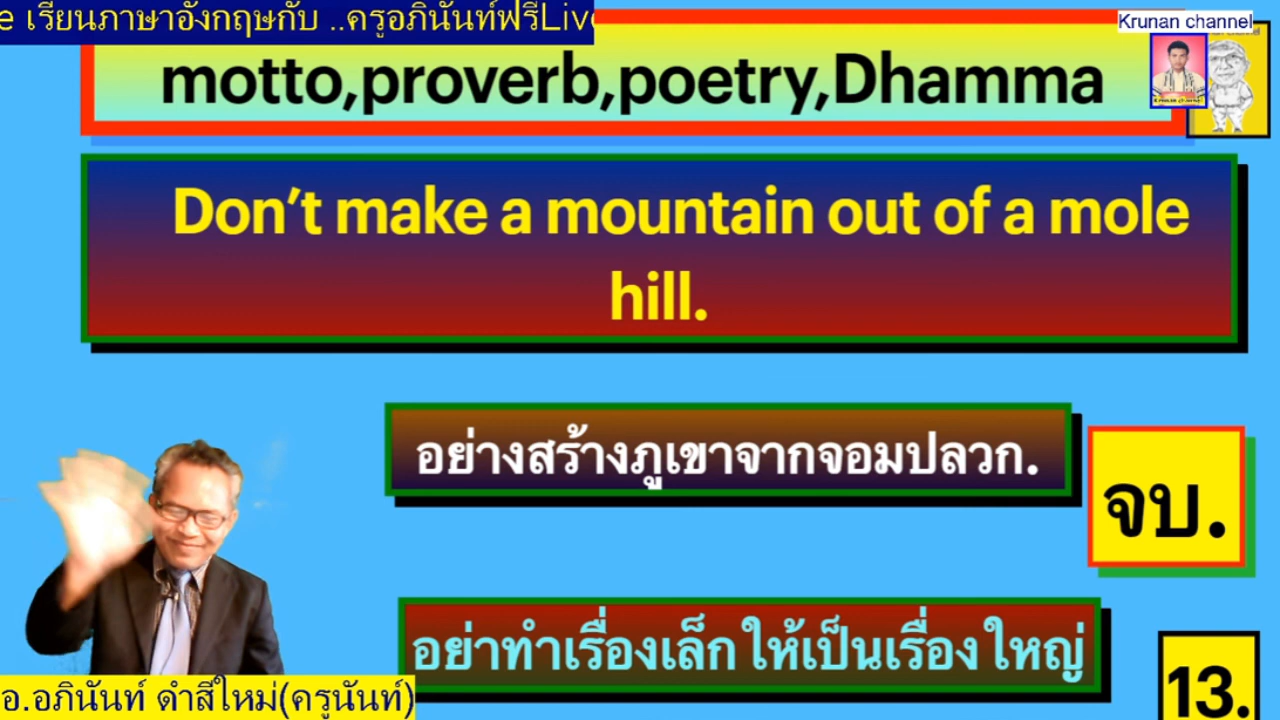 e เรียนภาษาอังกฤษกับ ..ครูอภินันท์ฟรีLive
Krunan channel
motto,proverb,poetry,Dhamma
Don’t make a mountain out of a mole
hill.
อย่างสร้างภูเขาจากจอมปลวก.
จบ.
อย่าทำเรื่องเล็กให้เป็นเรื่องใหญ่
อ.อภินันท์ ดำสีใหม่(ครูนันท์)
13.